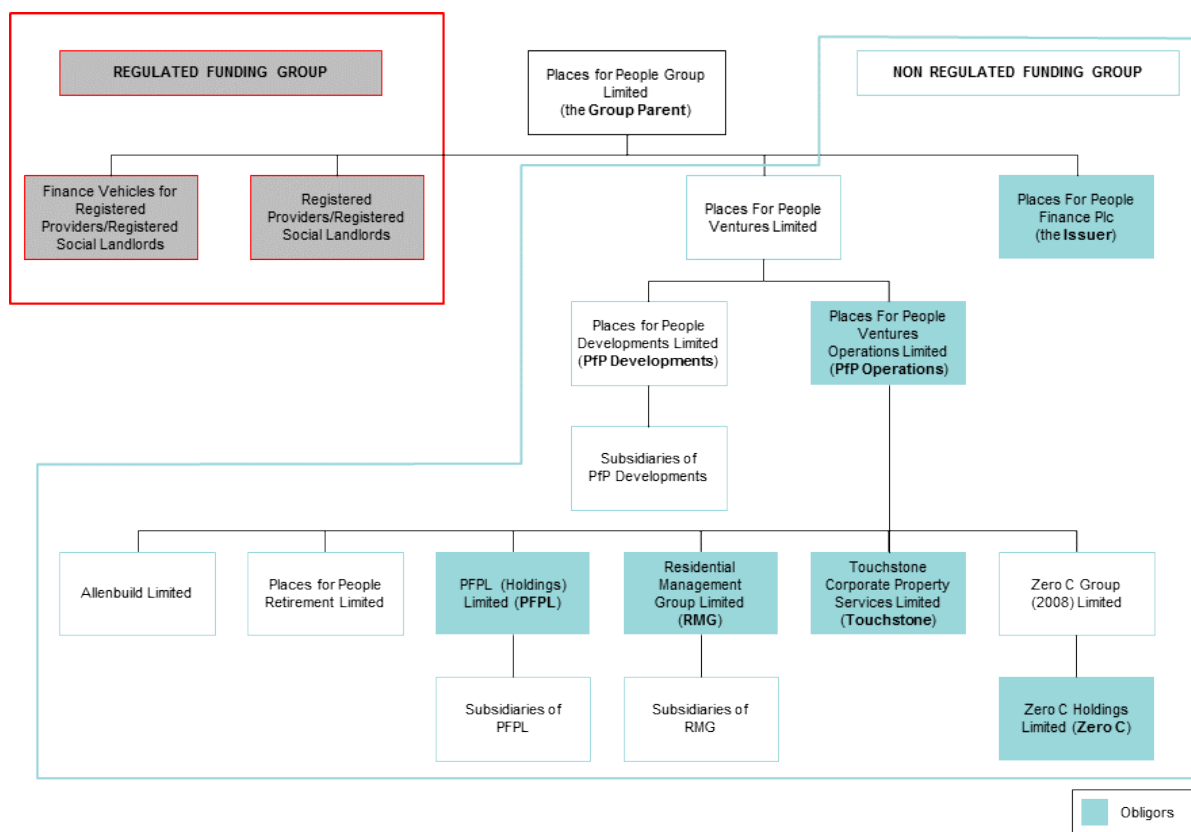 REGULATED FUNDING GROUP
Places for People Group
Limited
(the Group Parent)
NON REGULATED FUNDING GROUP
Finance Vehicles for
Registered
Providers/Registered
Social Landlords
Registered
Providers/Registered
Social Landlords
Places For People
Ventures Limited
Places For People
Finance Plc
(the Issuer)
Places for People
Developments Limited
(PfP Developments)
Places For People
Ventures
Operations Limited
(PfP Operations)
Subsidiaries of
PfP Developments
Allenbuild Limited
Places for People
Retirement Limited
PFPL (Holdings)
Limited (PFPL)
Residential
Management
Group Limited
(RMG)
Touchstone
Corporate Property
Services Limited
(Touchstone)
Zero C Group
(2008) Limited
Subsidiaries of
PFPL
Subsidiaries of
RMG
Zero C Holdings
Limited (Zero C)
Obligors